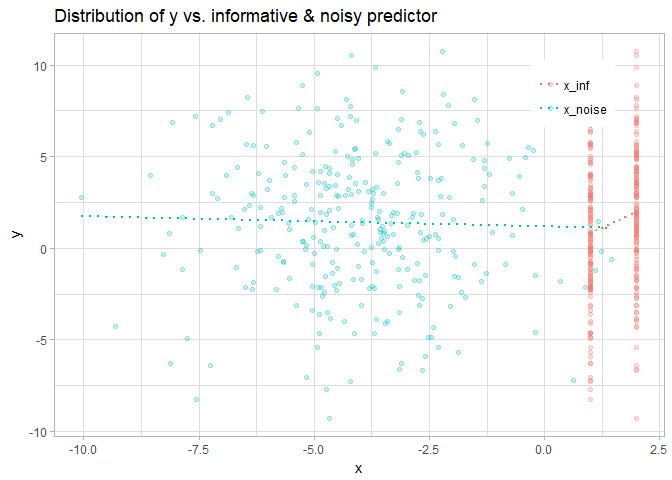 Distribution of y vs. informative & noisy predictor
10
5
0
-5
-10
y
x_inf
x_noise
-10.0 -7.5 -5.0 -2.5 0.0 2.5
x